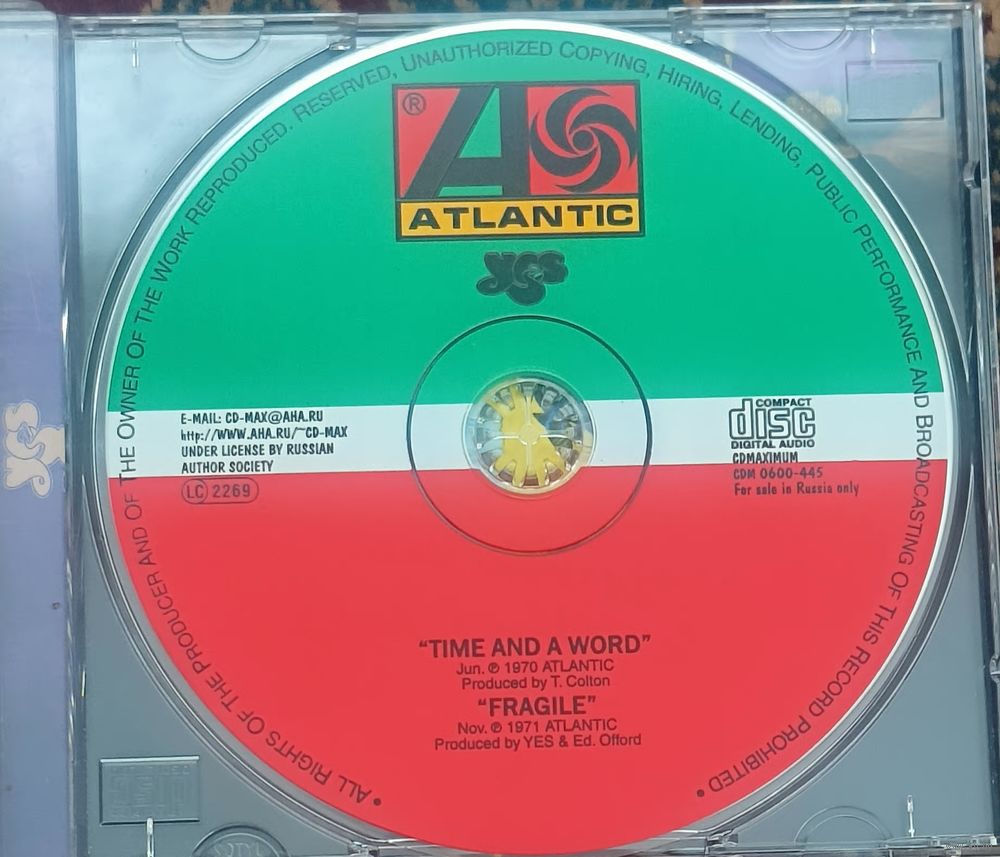 • ALL RIGHTS OF THE PRODUCER AND OF THE OWNER OF THE WORK REPRODUCED. RESERVED, UNAUTHORIZED COPYING, HIRING, LENDING, PUBLIC PERFORMANCE AND BROADCASTING OF THIS RECORD PROHIBITED •
®
ATLANTIC
yes
yes
E-MAIL: CD-MAX@AHA.RU
http://WWW.AHA.RU/~CD-MAX
UNDER LICENSE BY RUSSIAN
AUTHOR SOCIETY
LC 2269
COMPACT
disc
DIGITAL AUDIO
CDMAXIMUM
CDM 0600-445
For sale in Russia only
“TIME AND A WORD”
Jun. ℗ 1970 ATLANTIC
Produced by T. Colton
“FRAGILE”
Nov. ℗ 1971 ATLANTIC
Produced by YES & Ed. Offord